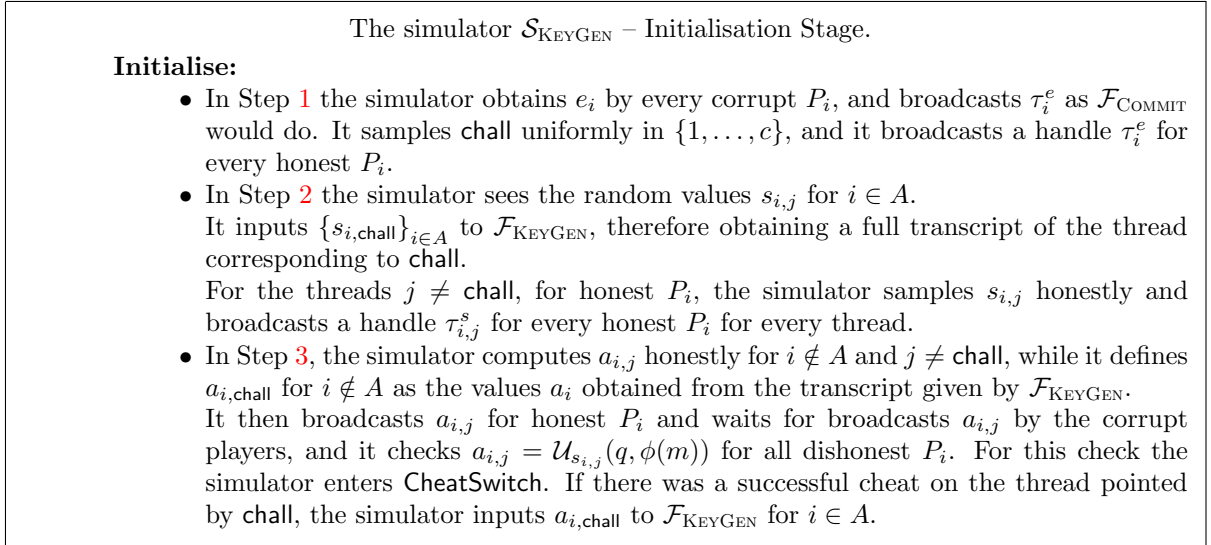 The simulator 𝒮_KeyGen – Initialisation Stage.
Initialise:
• In Step 1 the simulator obtains e_i by every corrupt P_i, and broadcasts τ_i^e as ℱ_Commit
would do. It samples chall uniformly in {1, . . . , c}, and it broadcasts a handle τ_i^e for
every honest P_i.
• In Step 2 the simulator sees the random values s_{i,j} for i ∈ A.
It inputs {s_{i,chall}}_{i∈A} to ℱ_KeyGen, therefore obtaining a full transcript of the thread
corresponding to chall.
For the threads j ≠ chall, for honest P_i, the simulator samples s_{i,j} honestly and
broadcasts a handle τ_{i,j}^s for every honest P_i for every thread.
• In Step 3, the simulator computes a_{i,j} honestly for i ∉ A and j ≠ chall, while it defines
a_{i,chall} for i ∉ A as the values a_i obtained from the transcript given by ℱ_KeyGen.
It then broadcasts a_{i,j} for honest P_i and waits for broadcasts a_{i,j} by the corrupt
players, and it checks a_{i,j} = 𝒰_{s_{i,j}}(q, ϕ(m)) for all dishonest P_i. For this check the
simulator enters CheatSwitch. If there was a successful cheat on the thread pointed
by chall, the simulator inputs a_{i,chall} to ℱ_KeyGen for i ∈ A.